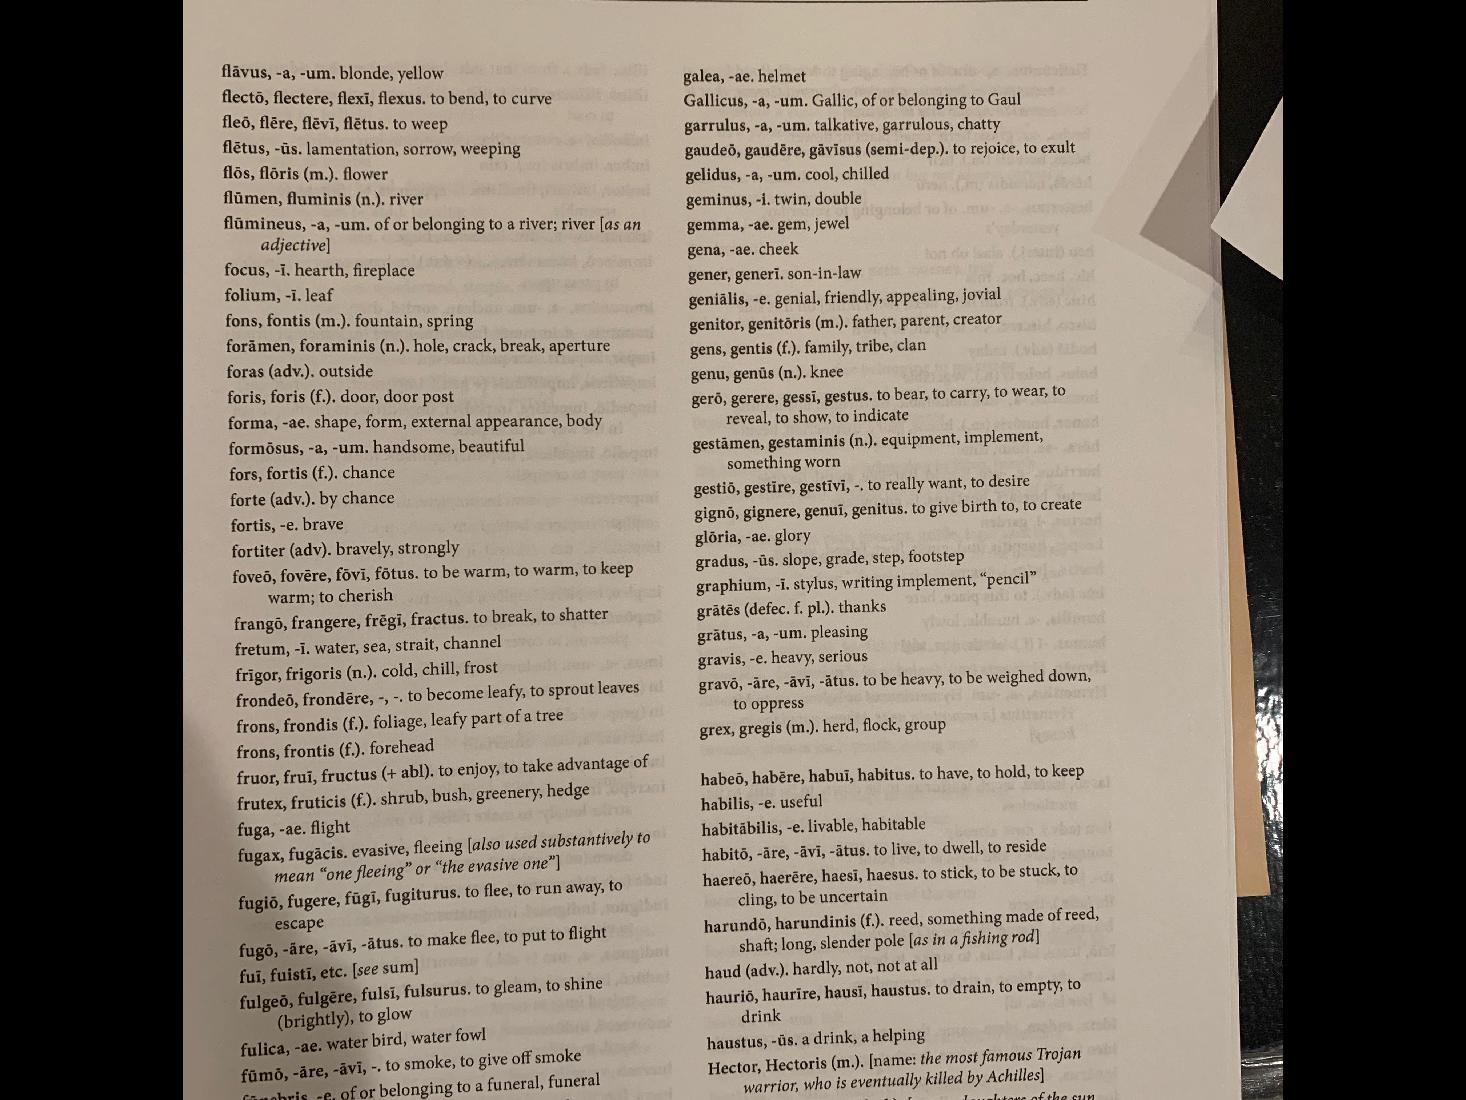 flāvus, -a, -um. blonde, yellow
flectō, flectere, flexī, flexus. to bend, to curve
fleō, flēre, flēvī, flētus. to weep
flētus, -ūs. lamentation, sorrow, weeping
flōs, flōris (m.). flower
flūmen, fluminis (n.). river
flūmineus, -a, -um. of or belonging to a river; river [as an
adjective]
focus, -ī. hearth, fireplace
folium, -ī. leaf
fons, fontis (m.). fountain, spring
forāmen, foraminis (n.). hole, crack, break, aperture
foras (adv.). outside
foris, foris (f.). door, door post
forma, -ae. shape, form, external appearance, body
formōsus, -a, -um. handsome, beautiful
fors, fortis (f.). chance
forte (adv.). by chance
fortis, -e. brave
fortiter (adv). bravely, strongly
foveō, fovēre, fōvī, fōtus. to be warm, to warm, to keep
warm; to cherish
frangō, frangere, frēgī, fractus. to break, to shatter
fretum, -ī. water, sea, strait, channel
frīgor, frigoris (n.). cold, chill, frost
frondeō, frondēre, -, -. to become leafy, to sprout leaves
frons, frondis (f.). foliage, leafy part of a tree
frons, frontis (f.). forehead
fruor, fruī, fructus (+ abl). to enjoy, to take advantage of
frutex, fruticis (f.). shrub, bush, greenery, hedge
fuga, -ae. flight
fugax, fugācis. evasive, fleeing [also used substantively to
mean “one fleeing” or “the evasive one”]
fugiō, fugere, fūgī, fugiturus. to flee, to run away, to
escape
fugō, -āre, -āvī, -ātus. to make flee, to put to flight
fuī, fuistī, etc. [see sum]
fulgeō, fulgēre, fulsī, fulsurus. to gleam, to shine
(brightly), to glow
fulica, -ae. water bird, water fowl
fūmō, -āre, -āvī, -. to smoke, to give off smoke
-e. of or belonging to a funeral, funeral
galea, -ae. helmet
Gallicus, -a, -um. Gallic, of or belonging to Gaul
garrulus, -a, -um. talkative, garrulous, chatty
gaudeō, gaudēre, gāvīsus (semi-dep.). to rejoice, to exult
gelidus, -a, -um. cool, chilled
geminus, -i. twin, double
gemma, -ae. gem, jewel
gena, -ae. cheek
gener, generī. son-in-law
geniālis, -e. genial, friendly, appealing, jovial
genitor, genitōris (m.). father, parent, creator
gens, gentis (f.). family, tribe, clan
genu, genūs (n.). knee
gerō, gerere, gessī, gestus. to bear, to carry, to wear, to
reveal, to show, to indicate
gestāmen, gestaminis (n.). equipment, implement,
something worn
gestiō, gestīre, gestīvī, -. to really want, to desire
gignō, gignere, genuī, genitus. to give birth to, to create
glōria, -ae. glory
gradus, -ūs. slope, grade, step, footstep
graphium, -ī. stylus, writing implement, “pencil”
grātēs (defec. f. pl.). thanks
grātus, -a, -um. pleasing
gravis, -e. heavy, serious
gravō, -āre, -āvī, -ātus. to be heavy, to be weighed down,
to oppress
grex, gregis (m.). herd, flock, group
habeō, habēre, habuī, habitus. to have, to hold, to keep
habilis, -e. useful
habitābilis, -e. livable, habitable
habitō, -āre, -āvī, -ātus. to live, to dwell, to reside
haereō, haerēre, haesī, haesus. to stick, to be stuck, to
cling, to be uncertain
harundō, harundinis (f.). reed, something made of reed,
shaft; long, slender pole [as in a fishing rod]
haud (adv.). hardly, not, not at all
hauriō, haurīre, hausī, haustus. to drain, to empty, to
drink
haustus, -ūs. a drink, a helping
Hector, Hectoris (m.). [name: the most famous Trojan
warrior, who is eventually killed by Achilles]
of the sun